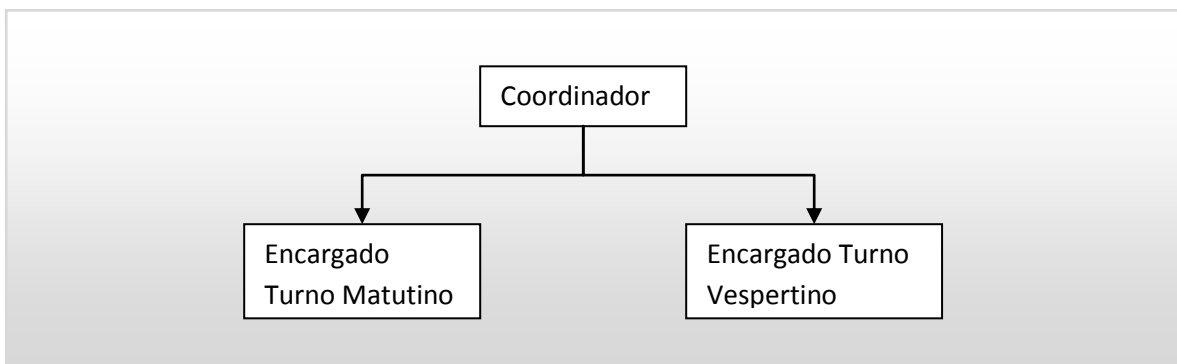 Coordinador
Encargado
Turno Matutino
Encargado Turno
Vespertino